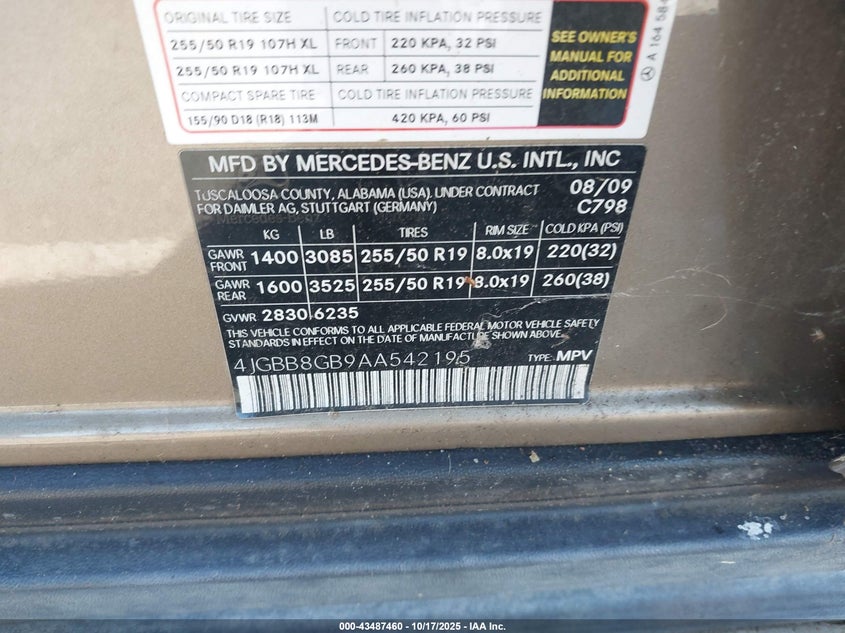 ORIGINAL TIRE SIZE COLD TIRE INFLATION PRESSURE
255/50 R19 107H XL FRONT 220 KPA, 32 PSI
255/50 R19 107H XL REAR 260 KPA, 38 PSI
COMPACT SPARE TIRE COLD TIRE INFLATION PRESSURE
155/90 D18 (R18) 113M 420 KPA, 60 PSI
SEE OWNER'S
MANUAL FOR
ADDITIONAL
INFORMATION
A 164 584
MFD BY MERCEDES-BENZ U.S. INTL., INC
TUSCALOOSA COUNTY, ALABAMA (USA), UNDER CONTRACT 08/09
FOR DAIMLER AG, STUTTGART (GERMANY) C798
KG LB TIRES RIM SIZE COLD KPA (PSI)
GAWR FRONT 1400 3085 255/50 R19 8.0x19 220(32)
GAWR REAR 1600 3525 255/50 R19 8.0x19 260(38)
GVWR 2830 6235
THIS VEHICLE CONFORMS TO ALL APPLICABLE FEDERAL MOTOR VEHICLE SAFETY
STANDARDS IN EFFECT ON THE DATE OF MANUFACTURE SHOWN ABOVE.
4JGBB8GB9AA542195 TYPE: MPV
000-43487460 - 10/17/2025 - IAA Inc.